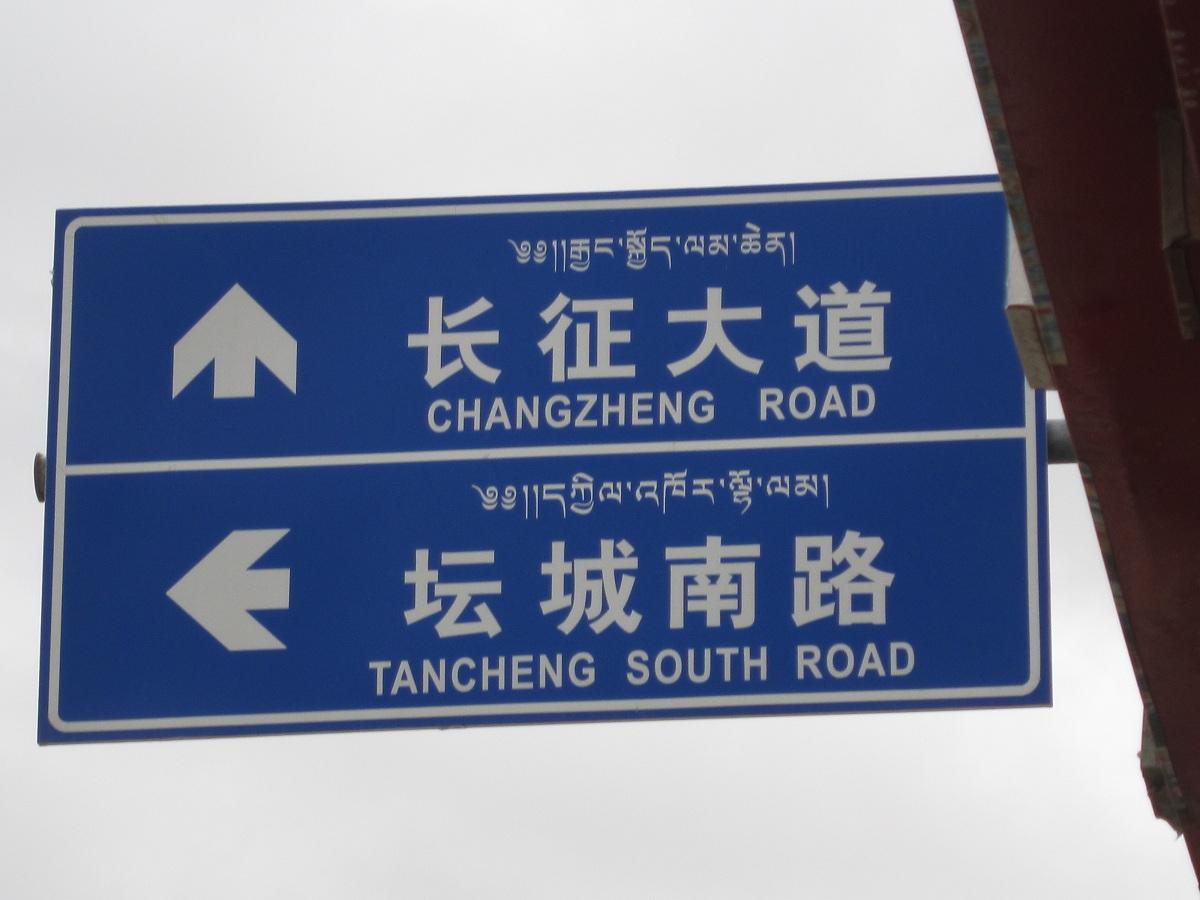 ༄༅།།རྒྱང་སྐྱོད་ལམ་ཆེན།
长征大道
CHANGZHENG ROAD
༄༅།།དཀྱིལ་འཁོར་ལྷོ་ལམ།
坛城南路
TANCHENG SOUTH ROAD